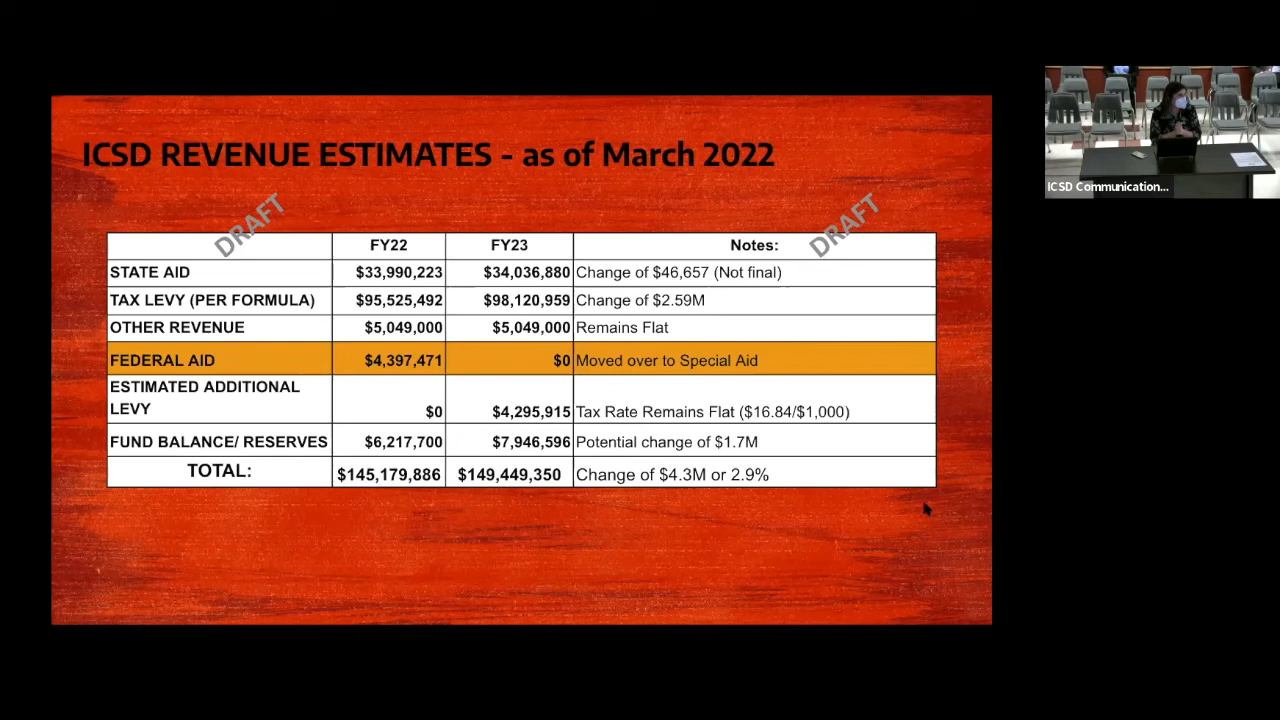 ICSD REVENUE ESTIMATES - as of March 2022
DRAFT
DRAFT
FY22 FY23 Notes:
STATE AID $33,990,223 $34,036,880 Change of $46,657 (Not final)
TAX LEVY (PER FORMULA) $95,525,492 $98,120,959 Change of $2.59M
OTHER REVENUE $5,049,000 $5,049,000 Remains Flat
FEDERAL AID $4,397,471 $0 Moved over to Special Aid
ESTIMATED ADDITIONAL
LEVY $0 $4,295,915 Tax Rate Remains Flat ($16.84/$1,000)
FUND BALANCE/ RESERVES $6,217,700 $7,946,596 Potential change of $1.7M
TOTAL: $145,179,886 $149,449,350 Change of $4.3M or 2.9%
ICSD Communication...